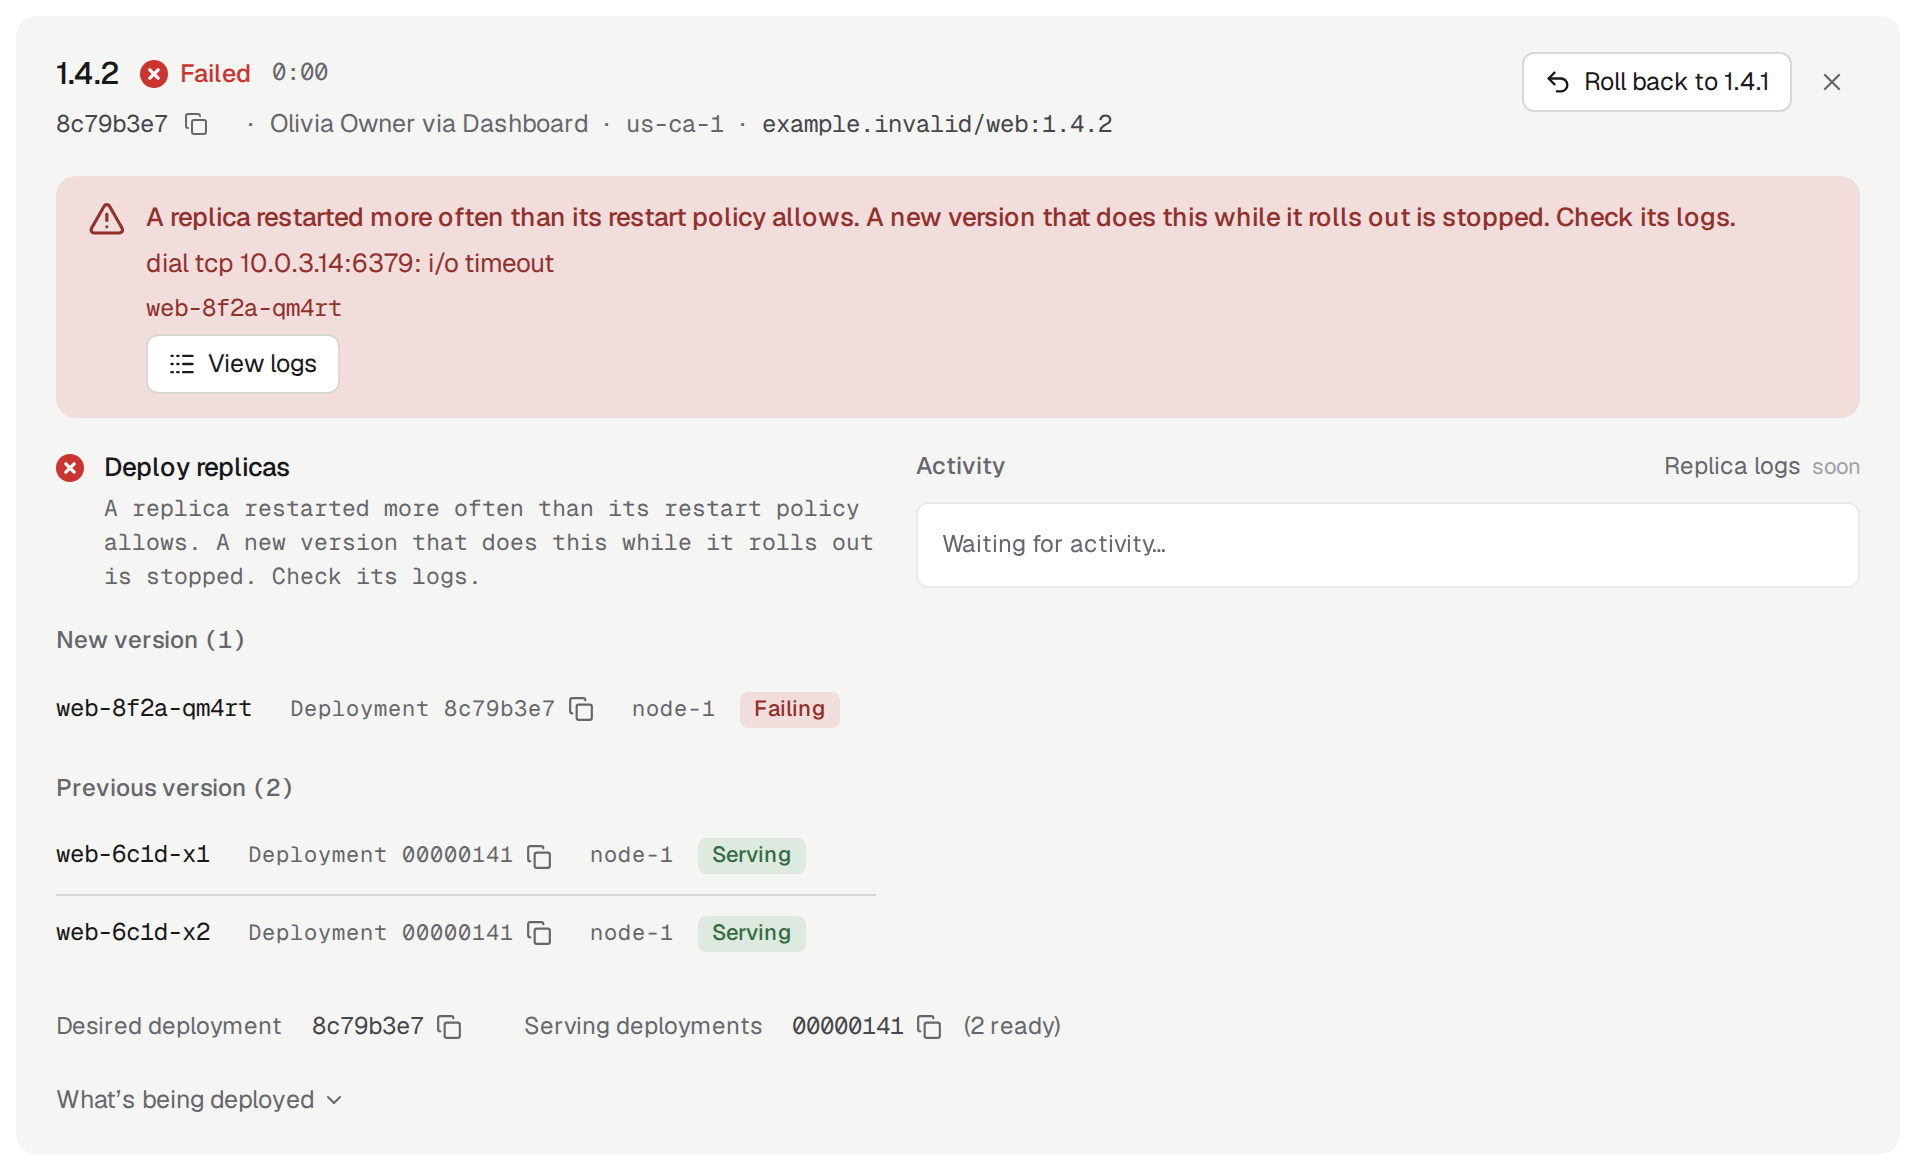 1.4.2 Failed 0:00
Roll back to 1.4.1
8c79b3e7 · Olivia Owner via Dashboard · us-ca-1 · example.invalid/web:1.4.2
A replica restarted more often than its restart policy allows. A new version that does this while it rolls out is stopped. Check its logs.
dial tcp 10.0.3.14:6379: i/o timeout
web-8f2a-qm4rt
View logs
Deploy replicas
A replica restarted more often than its restart policy
allows. A new version that does this while it rolls out
is stopped. Check its logs.
Activity
Replica logs soon
Waiting for activity…
New version (1)
web-8f2a-qm4rt Deployment 8c79b3e7 node-1 Failing
Previous version (2)
web-6c1d-x1 Deployment 00000141 node-1 Serving
web-6c1d-x2 Deployment 00000141 node-1 Serving
Desired deployment 8c79b3e7 Serving deployments 00000141 (2 ready)
What’s being deployed